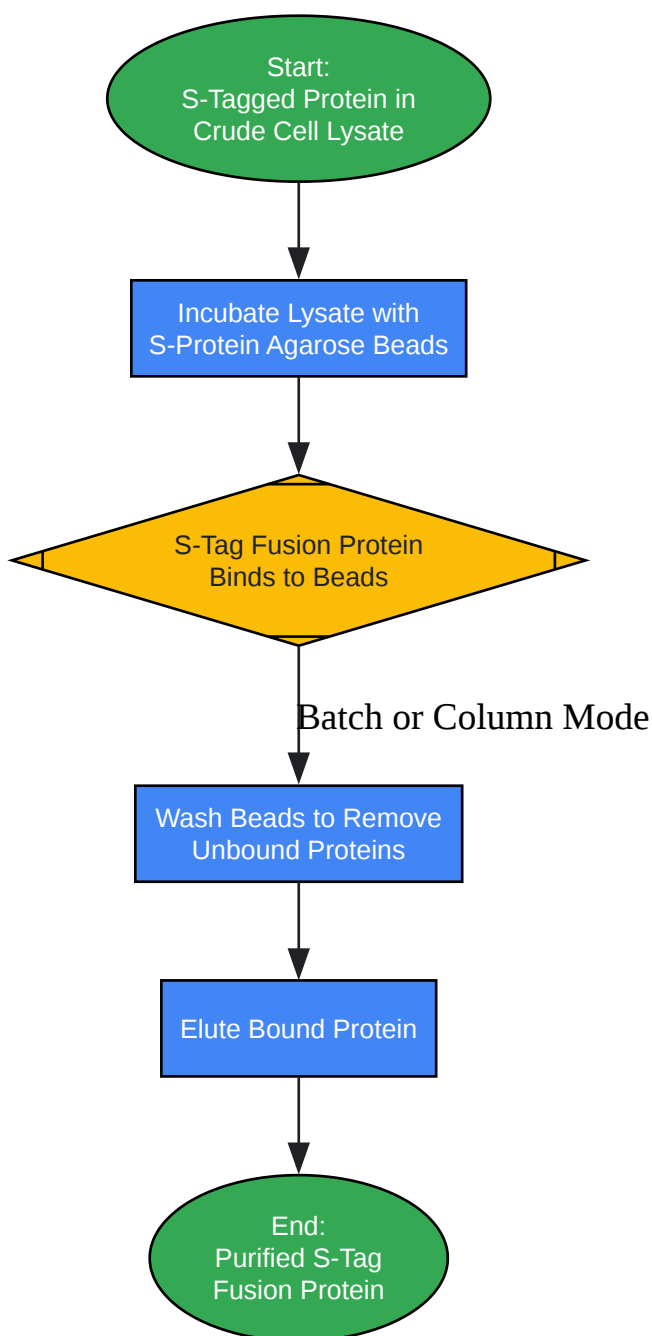 Start:
S-Tagged Protein in
Crude Cell Lysate
Incubate Lysate with
S-Protein Agarose Beads
S-Tag Fusion Protein
Binds to Beads
Batch or Column Mode
Wash Beads to Remove
Unbound Proteins
Elute Bound Protein
End:
Purified S-Tag
Fusion Protein